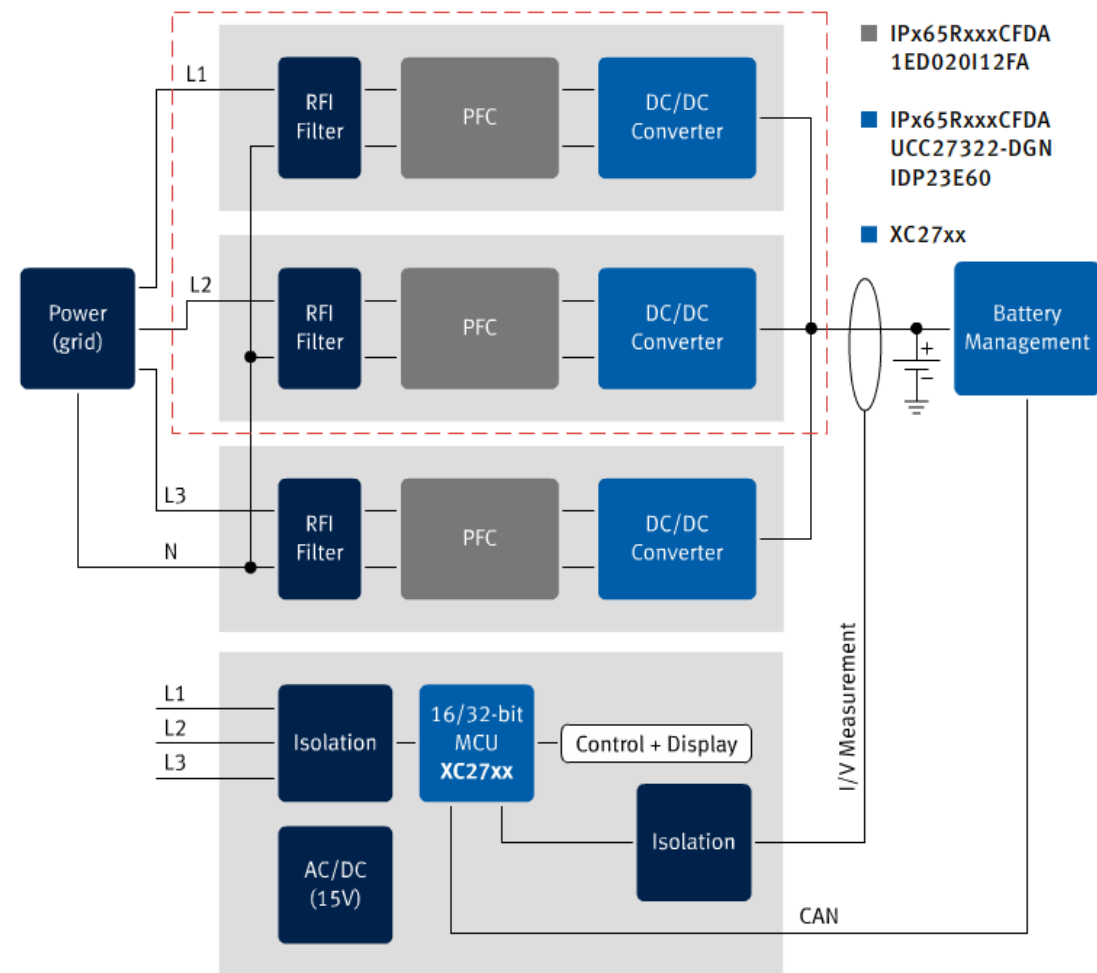 IPx65RxxxCFDA
1ED020I12FA
IPx65RxxxCFDA
UCC27322-DGN
IDP23E60
XC27xx
L1
RFI
Filter
PFC
DC/DC
Converter
L2
Power
(grid)
RFI
Filter
PFC
DC/DC
Converter
+
−
Battery
Management
L3
N
RFI
Filter
PFC
DC/DC
Converter
I/V Measurement
L1
L2
L3
Isolation
16/32-bit
MCU
XC27xx
Control + Display
Isolation
AC/DC
(15V)
CAN